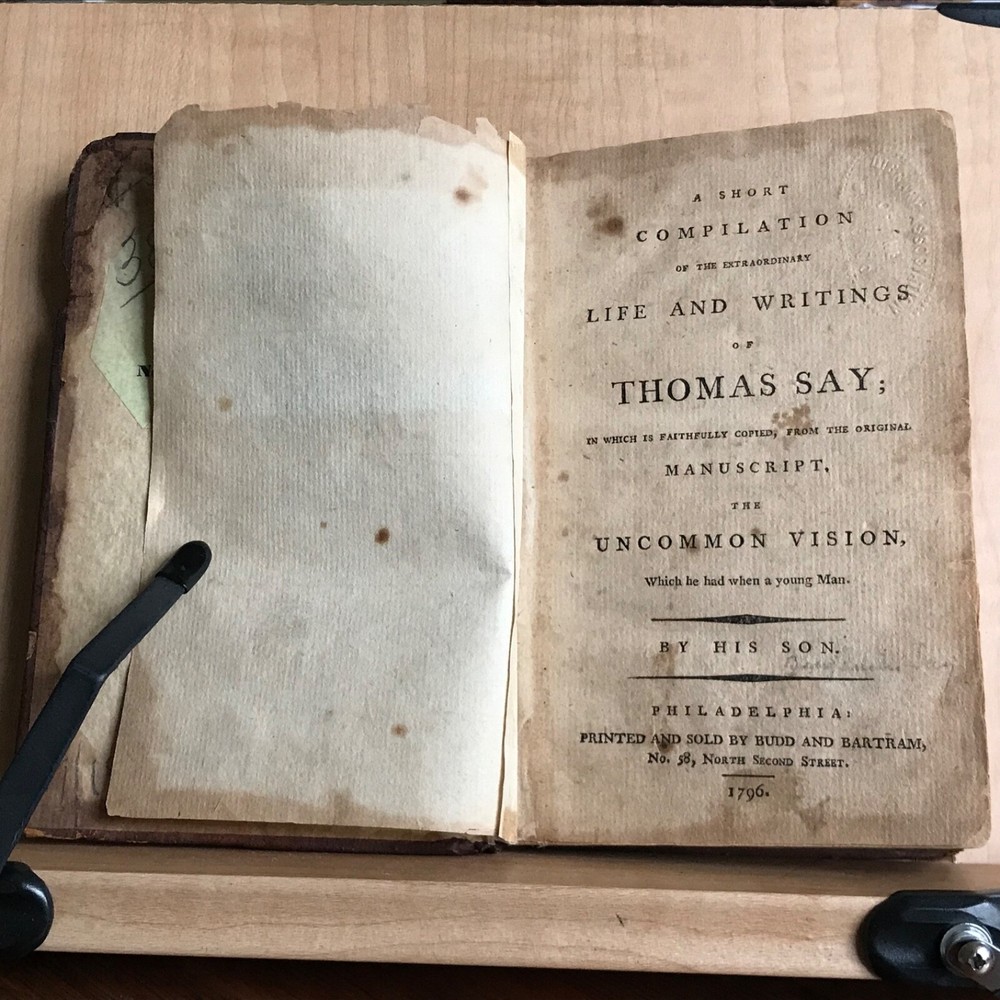 3
A SHORT
COMPILATION
OF THE EXTRAORDINARY
LIFE AND WRITINGS
OF
THOMAS SAY;
IN WHICH IS FAITHFULLY COPIED, FROM THE ORIGINAL
MANUSCRIPT,
THE
UNCOMMON VISION,
Which he had when a young Man.
BY HIS SON.
PHILADELPHIA:
PRINTED AND SOLD BY BUDD AND BARTRAM,
No. 58, NORTH SECOND STREET.
1796.